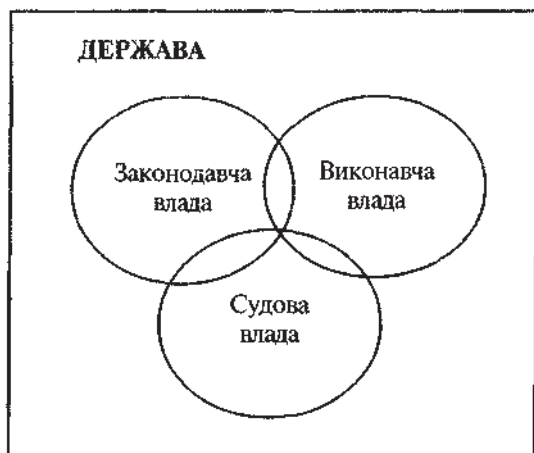 ДЕРЖАВА
Законодавча
влада
Виконавча
влада
Судова
влада